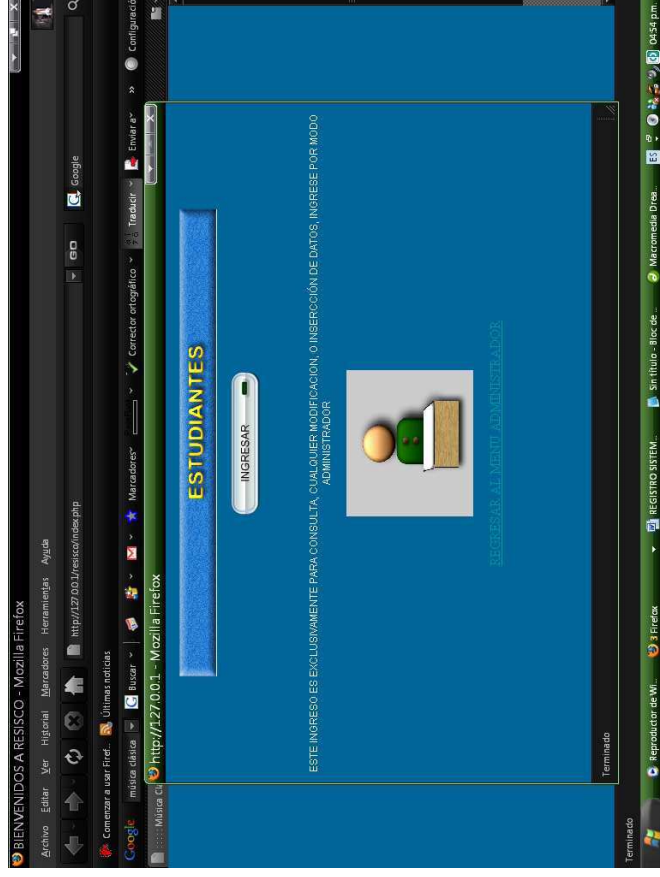 BIENVENIDOS A RESISCO - Mozilla Firefox
Archivo Editar Ver Historial Marcadores Herramientas Ayuda
http://127.0.0.1/resisco/index.php
GO
Google
Comenzar a usar Firef... Últimas noticias
Google música clásica Buscar Marcadores Corrector ortográfico Traducir Enviar a Configuració
::::: Música Cl
http://127.0.0.1 - Mozilla Firefox
ESTUDIANTES
INGRESAR
ESTE INGRESO ES EXCLUSIVAMENTE PARA CONSULTA, CUALQUIER MODIFICACION, O INSERCCIÓN DE DATOS, INGRESE POR MODO
ADMINISTRADOR
REGRESAR AL MENU ADMINISTRADOR
Terminado
Terminado
Reproductor de Wi... 3 Firefox REGISTRO SISTEM... Sin título - Bloc de ... Macromedia Drea... ES 04:54 p.m.